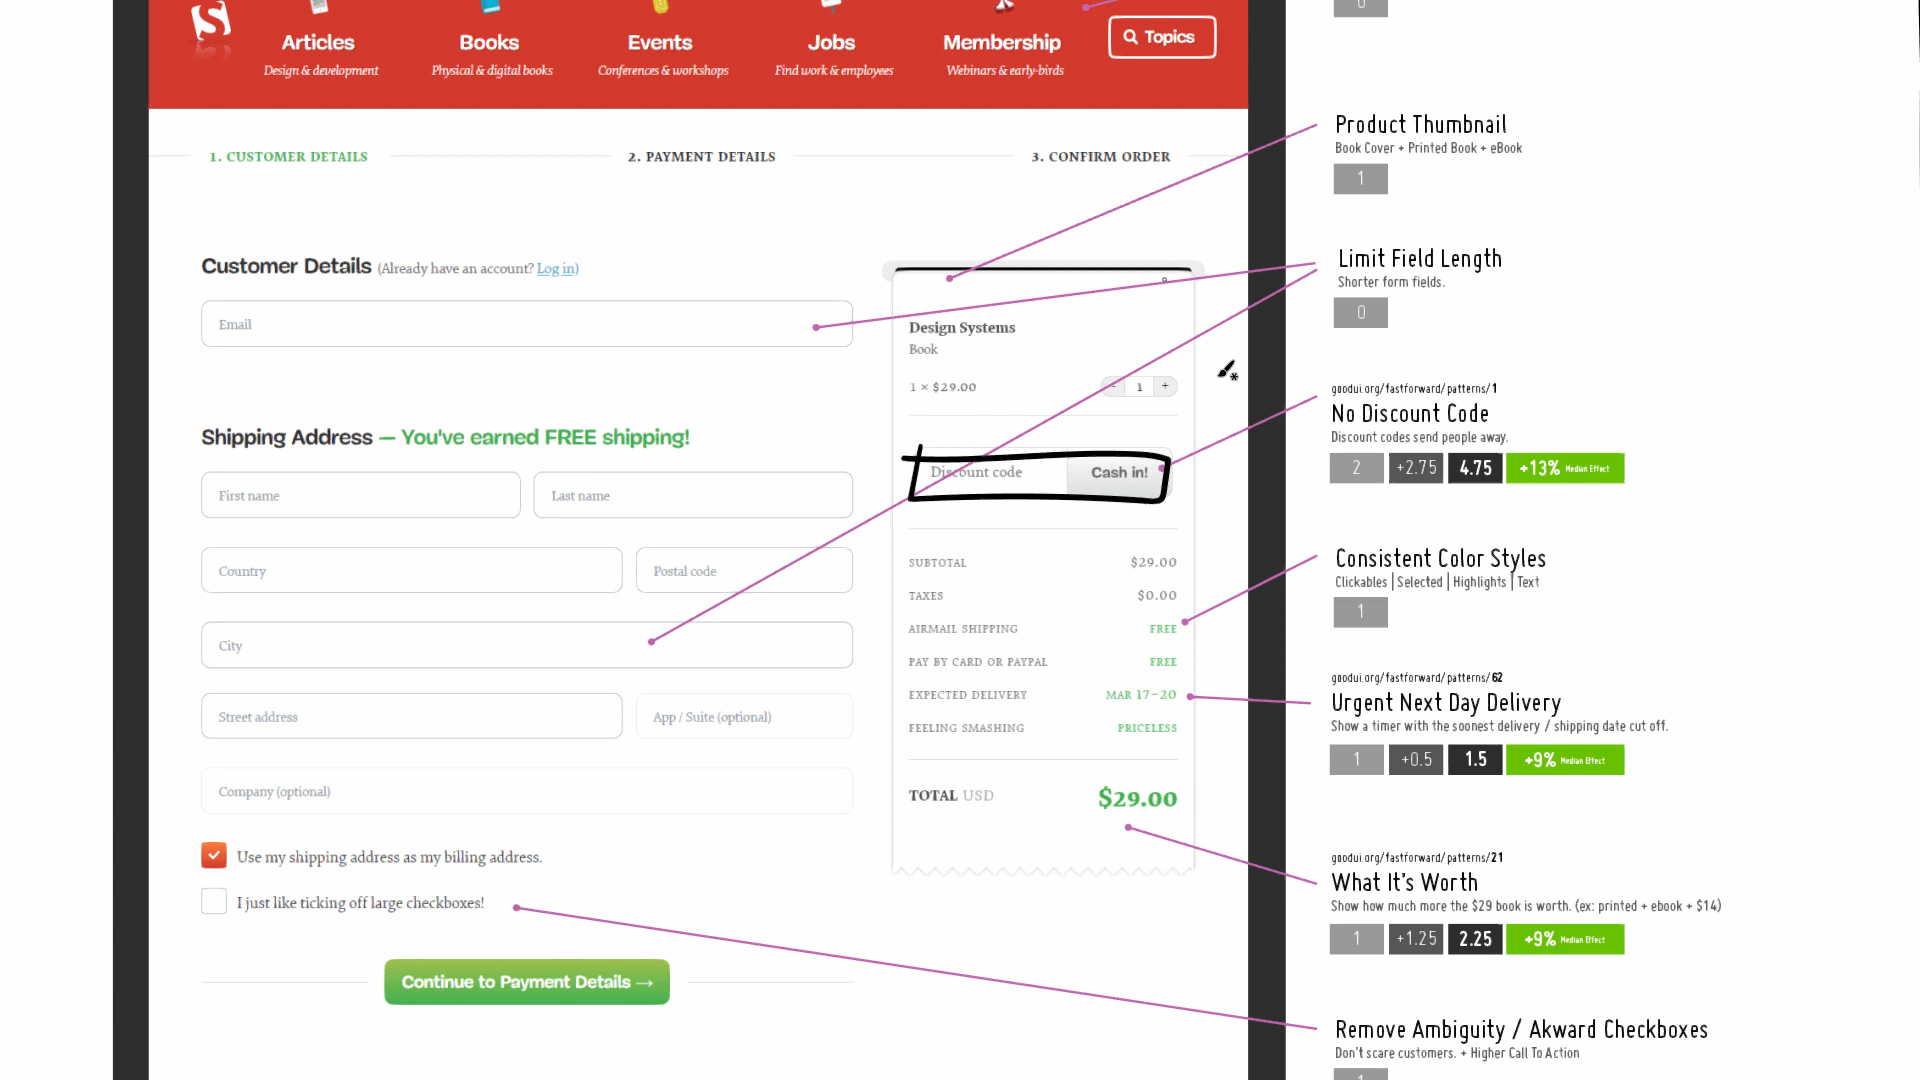 S
Articles
Design & development
Books
Physical & digital books
Events
Conferences & workshops
Jobs
Find work & employees
Membership
Webinars & early-birds
Topics
1. CUSTOMER DETAILS
2. PAYMENT DETAILS
3. CONFIRM ORDER
Customer Details (Already have an account? Log in)
Email
Shipping Address — You've earned FREE shipping!
First name
Last name
Country
Postal code
City
Street address
App / Suite (optional)
Company (optional)
Use my shipping address as my billing address.
I just like ticking off large checkboxes!
Continue to Payment Details →
Design Systems
Book
1 × $29.00
- 1 +
Discount code
Cash in!
SUBTOTAL $29.00
TAXES $0.00
AIRMAIL SHIPPING FREE
PAY BY CARD OR PAYPAL FREE
EXPECTED DELIVERY MAR 17–20
FEELING SMASHING PRICELESS
TOTAL USD $29.00
0
Product Thumbnail
Book Cover + Printed Book + eBook
1
Limit Field Length
Shorter form fields.
0
goodui.org/fastforward/patterns/1
No Discount Code
Discount codes send people away.
2 +2.75 4.75 +13% Median Effect
Consistent Color Styles
Clickables | Selected | Highlights | Text
1
goodui.org/fastforward/patterns/62
Urgent Next Day Delivery
Show a timer with the soonest delivery / shipping date cut off.
1 +0.5 1.5 +9% Median Effect
goodui.org/fastforward/patterns/21
What It's Worth
Show how much more the $29 book is worth. (ex: printed + ebook + $14)
1 +1.25 2.25 +9% Median Effect
Remove Ambiguity / Akward Checkboxes
Don't scare customers. + Higher Call To Action
1